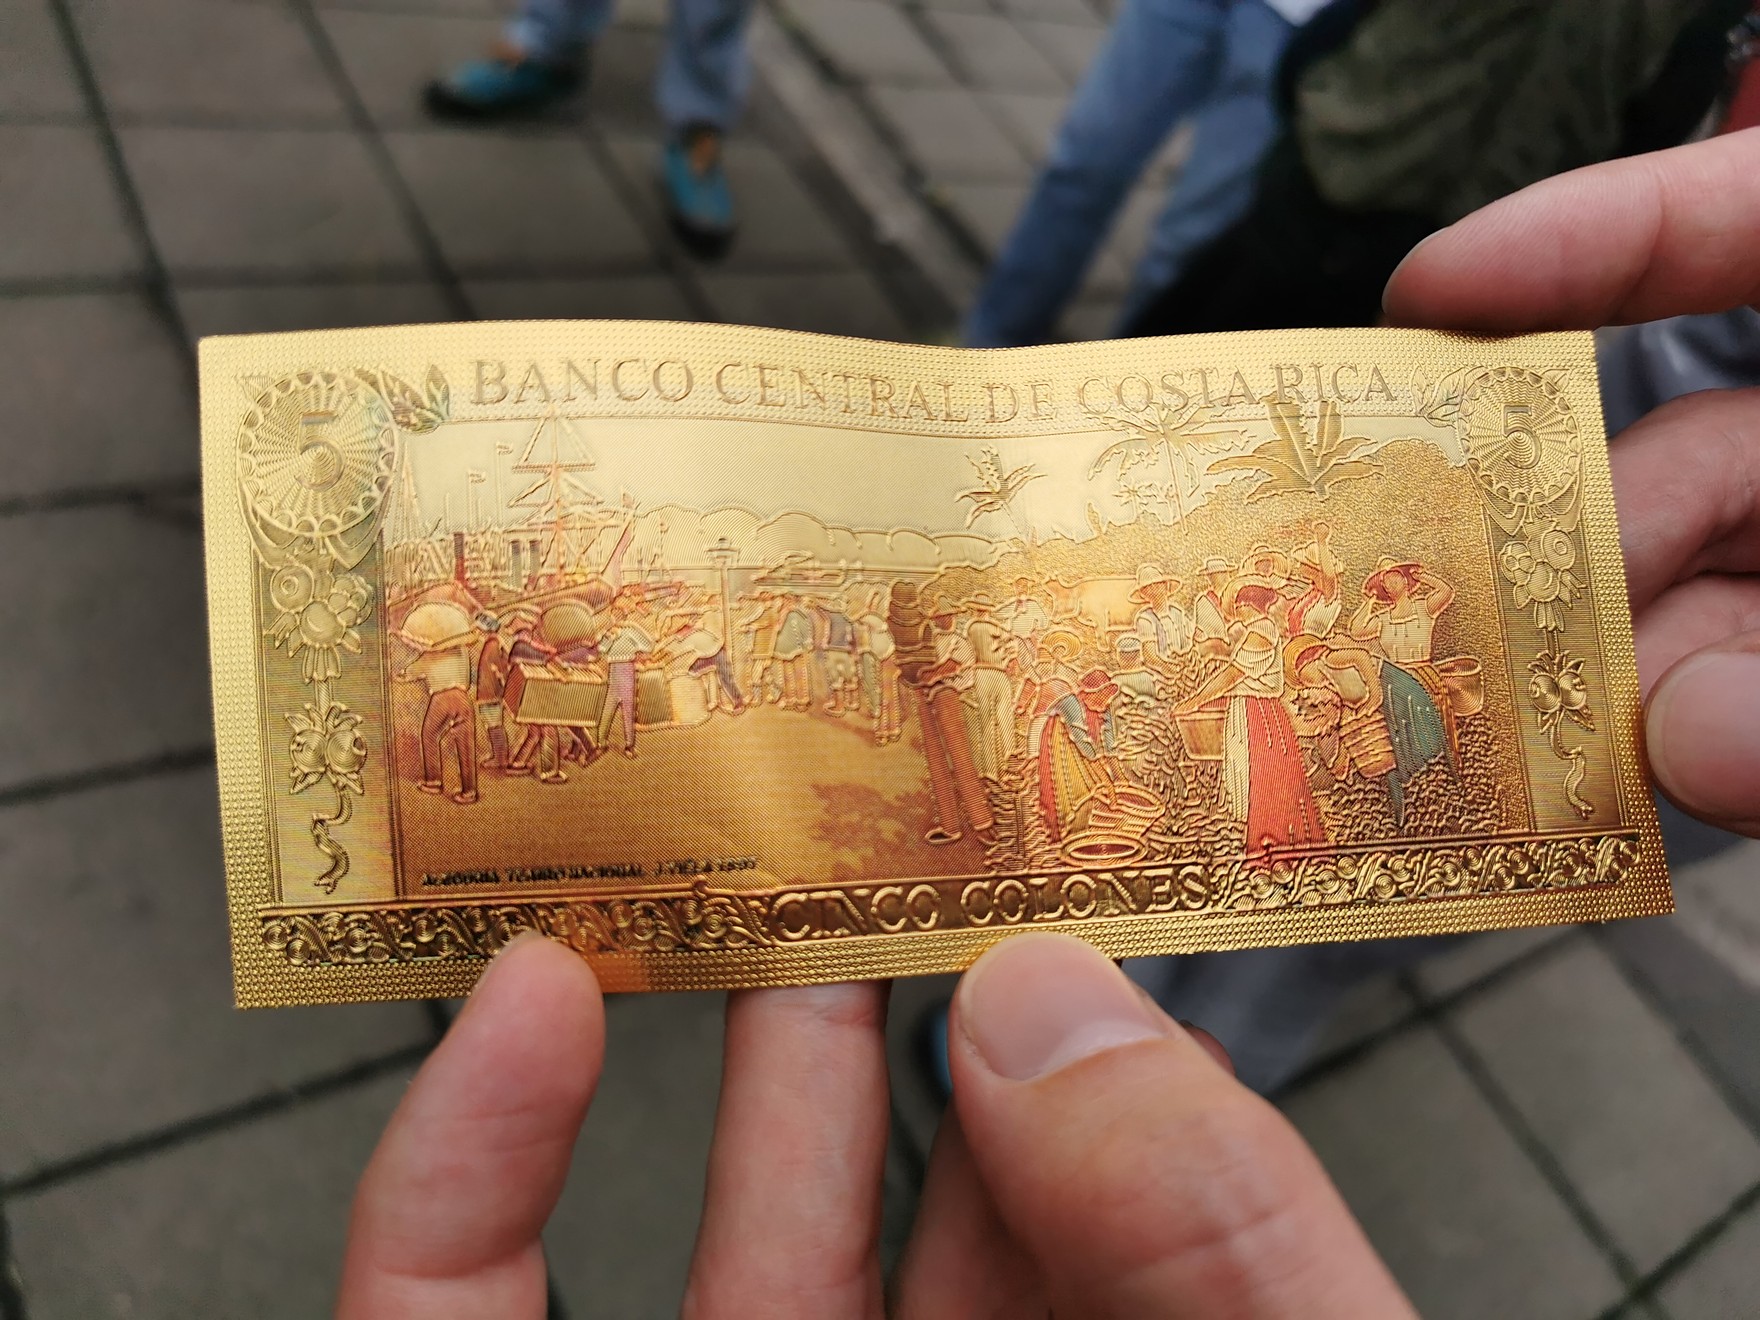 BANCO CENTRAL DE COSTA RICA
5
5
CINCO COLONES